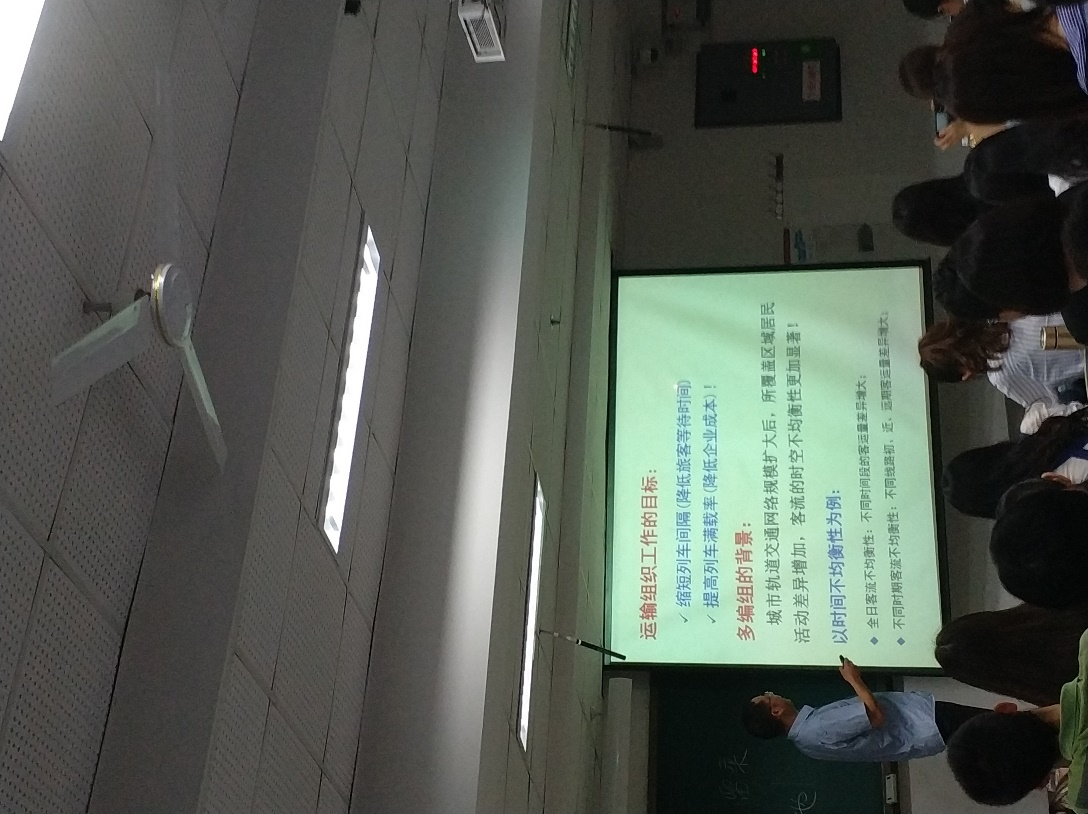 运输组织工作的目标：
✓ 缩短列车间隔(降低旅客等待时间)
✓ 提高列车满载率(降低企业成本)！
多编组的背景：
城市轨道交通网络规模扩大后，所覆盖区域居民
活动差异增加，客流的时空不均衡性更加显著！
以时间不均衡性为例：
◆ 全日客流不均衡性：不同时间段的客运量差异增大；
◆ 不同时期客流不均衡性：不同线路初、近、远期客运量差异增大；